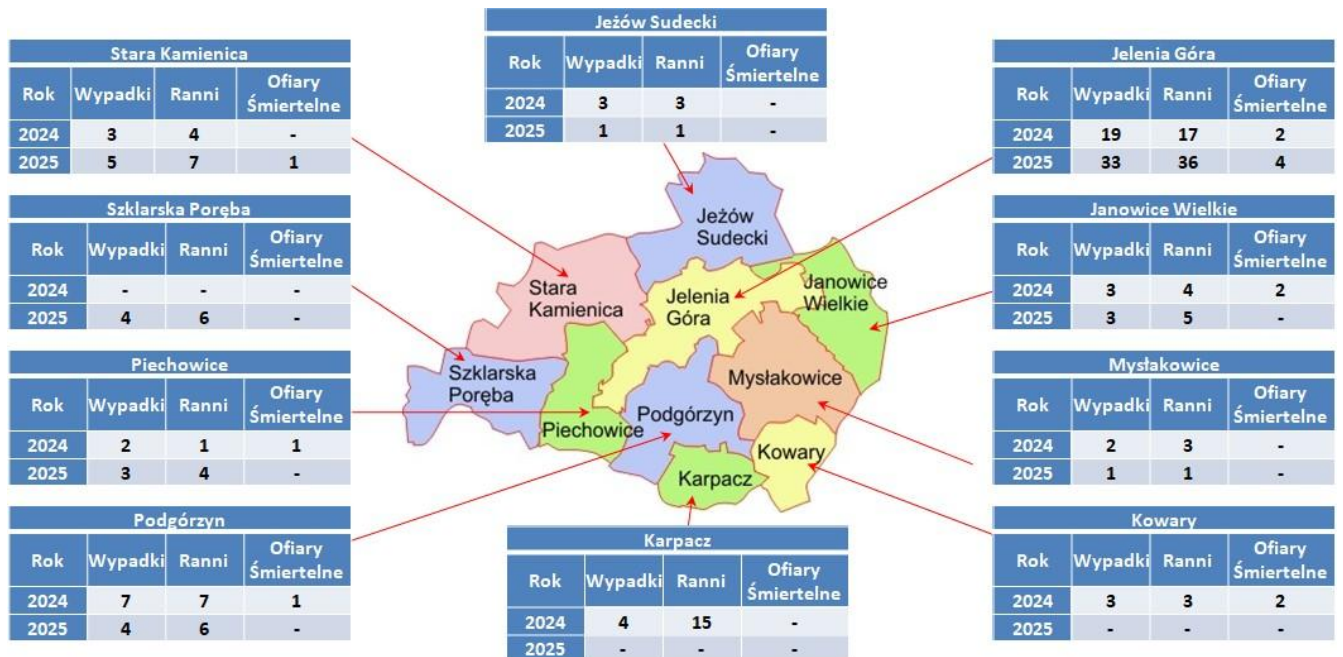 Jeżów Sudecki
Rok Wypadki Ranni Ofiary Śmiertelne
2024 3 3 -
2025 1 1 -
Stara Kamienica
Rok Wypadki Ranni Ofiary Śmiertelne
2024 3 4 -
2025 5 7 1
Jelenia Góra
Rok Wypadki Ranni Ofiary Śmiertelne
2024 19 17 2
2025 33 36 4
Szklarska Poręba
Rok Wypadki Ranni Ofiary Śmiertelne
2024 - - -
2025 4 6 -
Janowice Wielkie
Rok Wypadki Ranni Ofiary Śmiertelne
2024 3 4 2
2025 3 5 -
Piechowice
Rok Wypadki Ranni Ofiary Śmiertelne
2024 2 1 1
2025 3 4 -
Mysłakowice
Rok Wypadki Ranni Ofiary Śmiertelne
2024 2 3 -
2025 1 1 -
Podgórzyn
Rok Wypadki Ranni Ofiary Śmiertelne
2024 7 7 1
2025 4 6 -
Karpacz
Rok Wypadki Ranni Ofiary Śmiertelne
2024 4 15 -
2025 - - -
Kowary
Rok Wypadki Ranni Ofiary Śmiertelne
2024 3 3 2
2025 - - -
Jeżów
Sudecki
Stara
Kamienica
Jelenia
Góra
Janowice
Wielkie
Szklarska
Poręba
Piechowice
Podgórzyn
Mysłakowice
Kowary
Karpacz